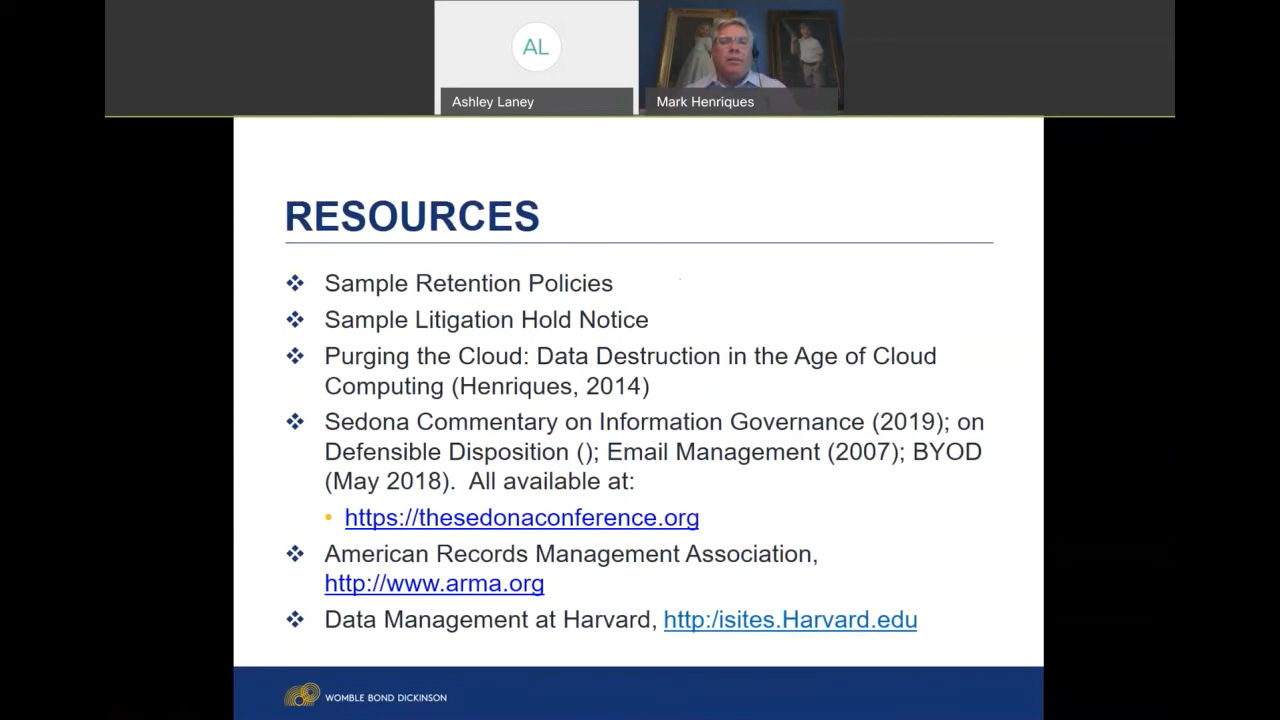 AL
Ashley Laney
Mark Henriques
RESOURCES
Sample Retention Policies
Sample Litigation Hold Notice
Purging the Cloud: Data Destruction in the Age of Cloud
Computing (Henriques, 2014)
Sedona Commentary on Information Governance (2019); on
Defensible Disposition (); Email Management (2007); BYOD
(May 2018).  All available at:
https://thesedonaconference.org
American Records Management Association,
http://www.arma.org
Data Management at Harvard, http:/isites.Harvard.edu
WOMBLE BOND DICKINSON